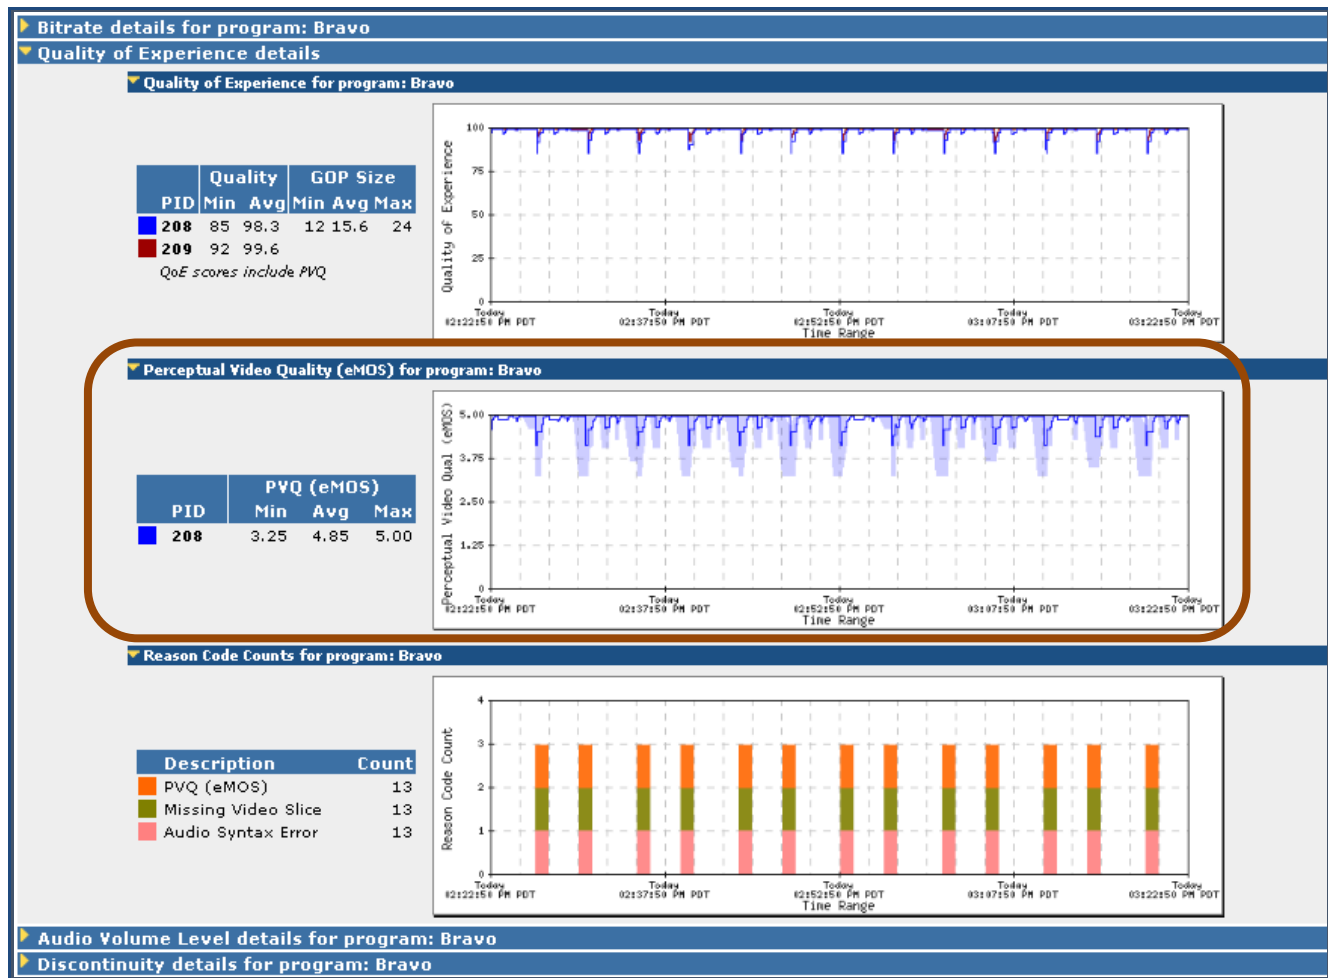 Bitrate details for program: Bravo
Quality of Experience details
Quality of Experience for program: Bravo
Quality GOP Size
PID Min Avg Min Avg Max
208 85 98.3 12 15.6 24
209 92 99.6
QoE scores include PVQ
Quality of Experience
100
75
50
25
0
Today Today Today Today Today
02:22:50 PM PDT 02:37:50 PM PDT 02:52:50 PM PDT 03:07:50 PM PDT 03:22:50 PM PDT
Time Range
Perceptual Video Quality (eMOS) for program: Bravo
PVQ (eMOS)
PID Min Avg Max
208 3.25 4.85 5.00
Perceptual Video Qual (eMOS)
5.00
3.75
2.50
1.25
0
Today Today Today Today Today
02:22:50 PM PDT 02:37:50 PM PDT 02:52:50 PM PDT 03:07:50 PM PDT 03:22:50 PM PDT
Time Range
Reason Code Counts for program: Bravo
Description Count
PVQ (eMOS) 13
Missing Video Slice 13
Audio Syntax Error 13
Reason Code Count
4
3
2
1
0
Today Today Today Today Today
02:22:50 PM PDT 02:37:50 PM PDT 02:52:50 PM PDT 03:07:50 PM PDT 03:22:50 PM PDT
Time Range
Audio Volume Level details for program: Bravo
Discontinuity details for program: Bravo